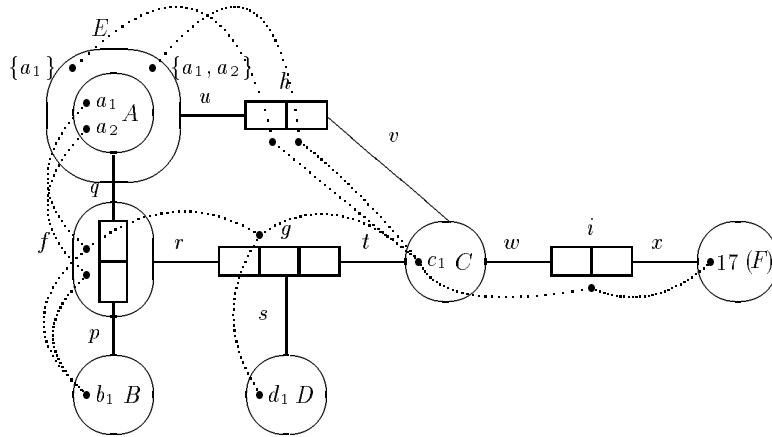 E
{a₁} {a₁, a₂} h
u
a₁ A
a₂
v
q
i
f r g t w x
c₁ C 17 (F)
s
p
b₁ B d₁ D